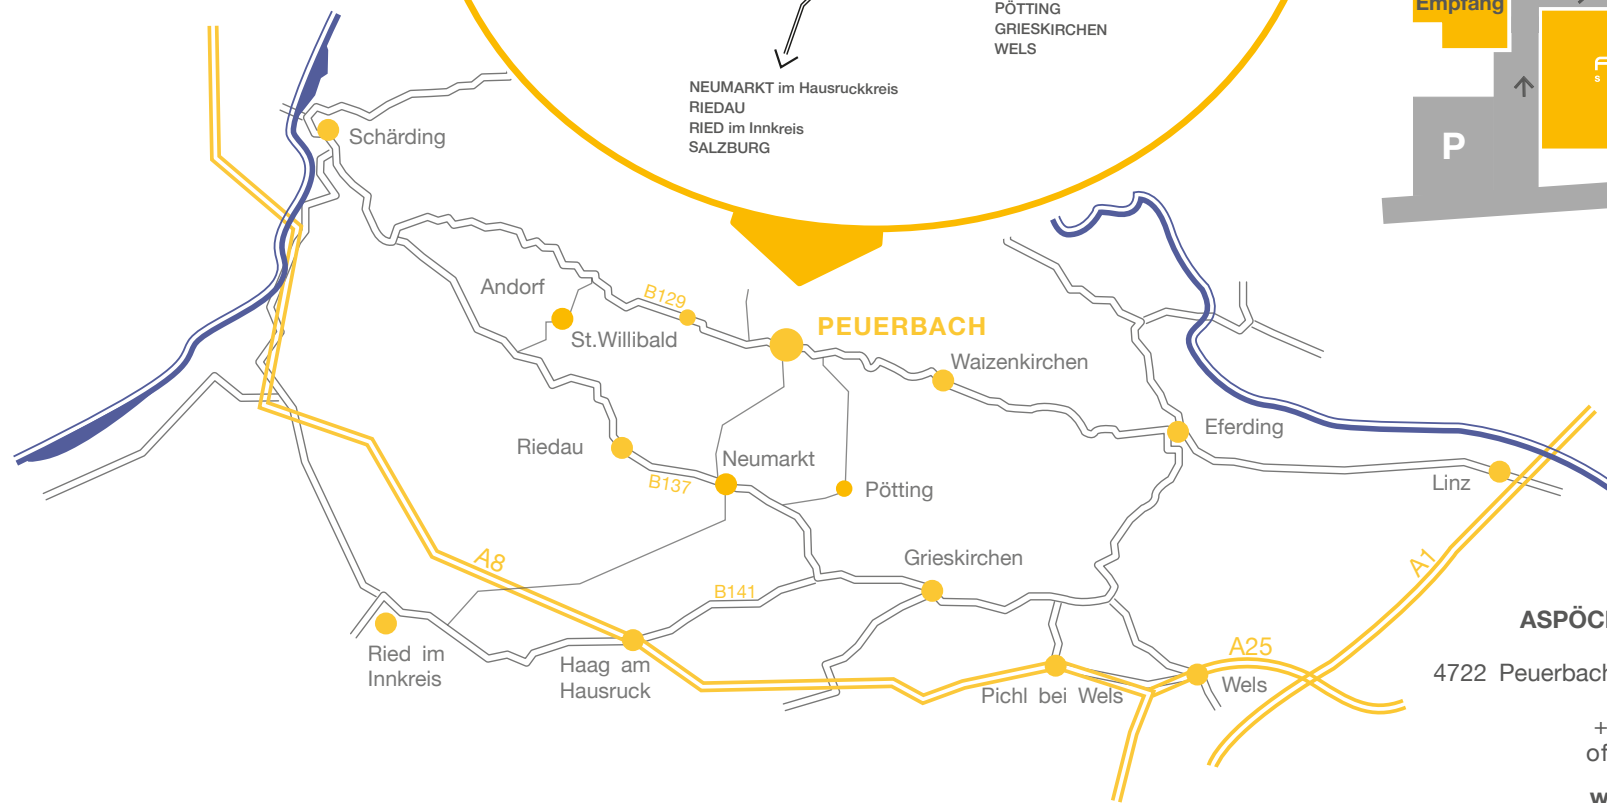 PÖTTING
GRIESKIRCHEN
WELS
NEUMARKT im Hausruckkreis
RIEDAU
RIED im Innkreis
SALZBURG
Empfang
P
Schärding
Andorf
St.Willibald
B129
PEUERBACH
Waizenkirchen
Eferding
Linz
Riedau
B137
Neumarkt
Pötting
Grieskirchen
A8
B141
A1
Ried im
Innkreis
Haag am
Hausruck
Pichl bei Wels
A25
Wels
4722 Peuerbach